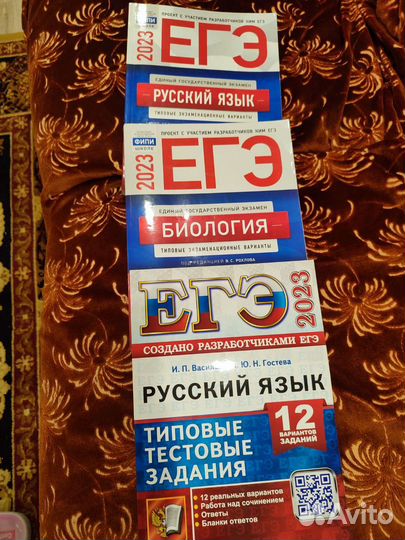 ПРОЕКТ С УЧАСТИЕМ РАЗРАБОТЧИКОВ КИМ ЕГЭ
ФИПИ
ШКОЛЕ
2023
ЕГЭ
ЕДИНЫЙ ГОСУДАРСТВЕННЫЙ ЭКЗАМЕН
РУССКИЙ ЯЗЫК
ТИПОВЫЕ ЭКЗАМЕНАЦИОННЫЕ ВАРИАНТЫ
ПРОЕКТ С УЧАСТИЕМ РАЗРАБОТЧИКОВ КИМ ЕГЭ
ФИПИ
ШКОЛЕ
2023
ЕГЭ
ЕДИНЫЙ ГОСУДАРСТВЕННЫЙ ЭКЗАМЕН
БИОЛОГИЯ
ТИПОВЫЕ ЭКЗАМЕНАЦИОННЫЕ ВАРИАНТЫ
ПОД РЕДАКЦИЕЙ В.С. РОХЛОВА
ЕГЭ
2023
СОЗДАНО РАЗРАБОТЧИКАМИ ЕГЭ
И. П. Ю. Н. Гостева
РУССКИЙ ЯЗЫК
ТИПОВЫЕ
ТЕСТОВЫЕ
ЗАДАНИЯ
12
ВАРИАНТОВ
ЗАДАНИЙ
• 12 реальных вариантов
• Работа над сочинением
• Ответы
• Бланки ответов
Avito